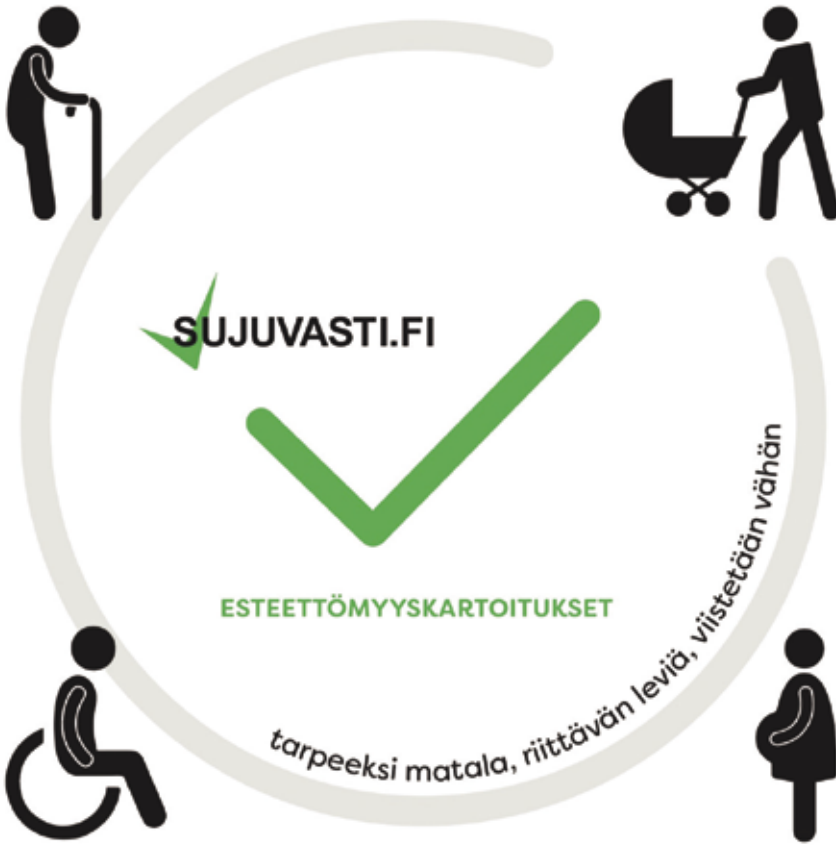 SUJUVASTI.FI
ESTEETTÖMYYSKARTOITUKSET
tarpeeksi matala, riittävän leviä, viistetään vähän